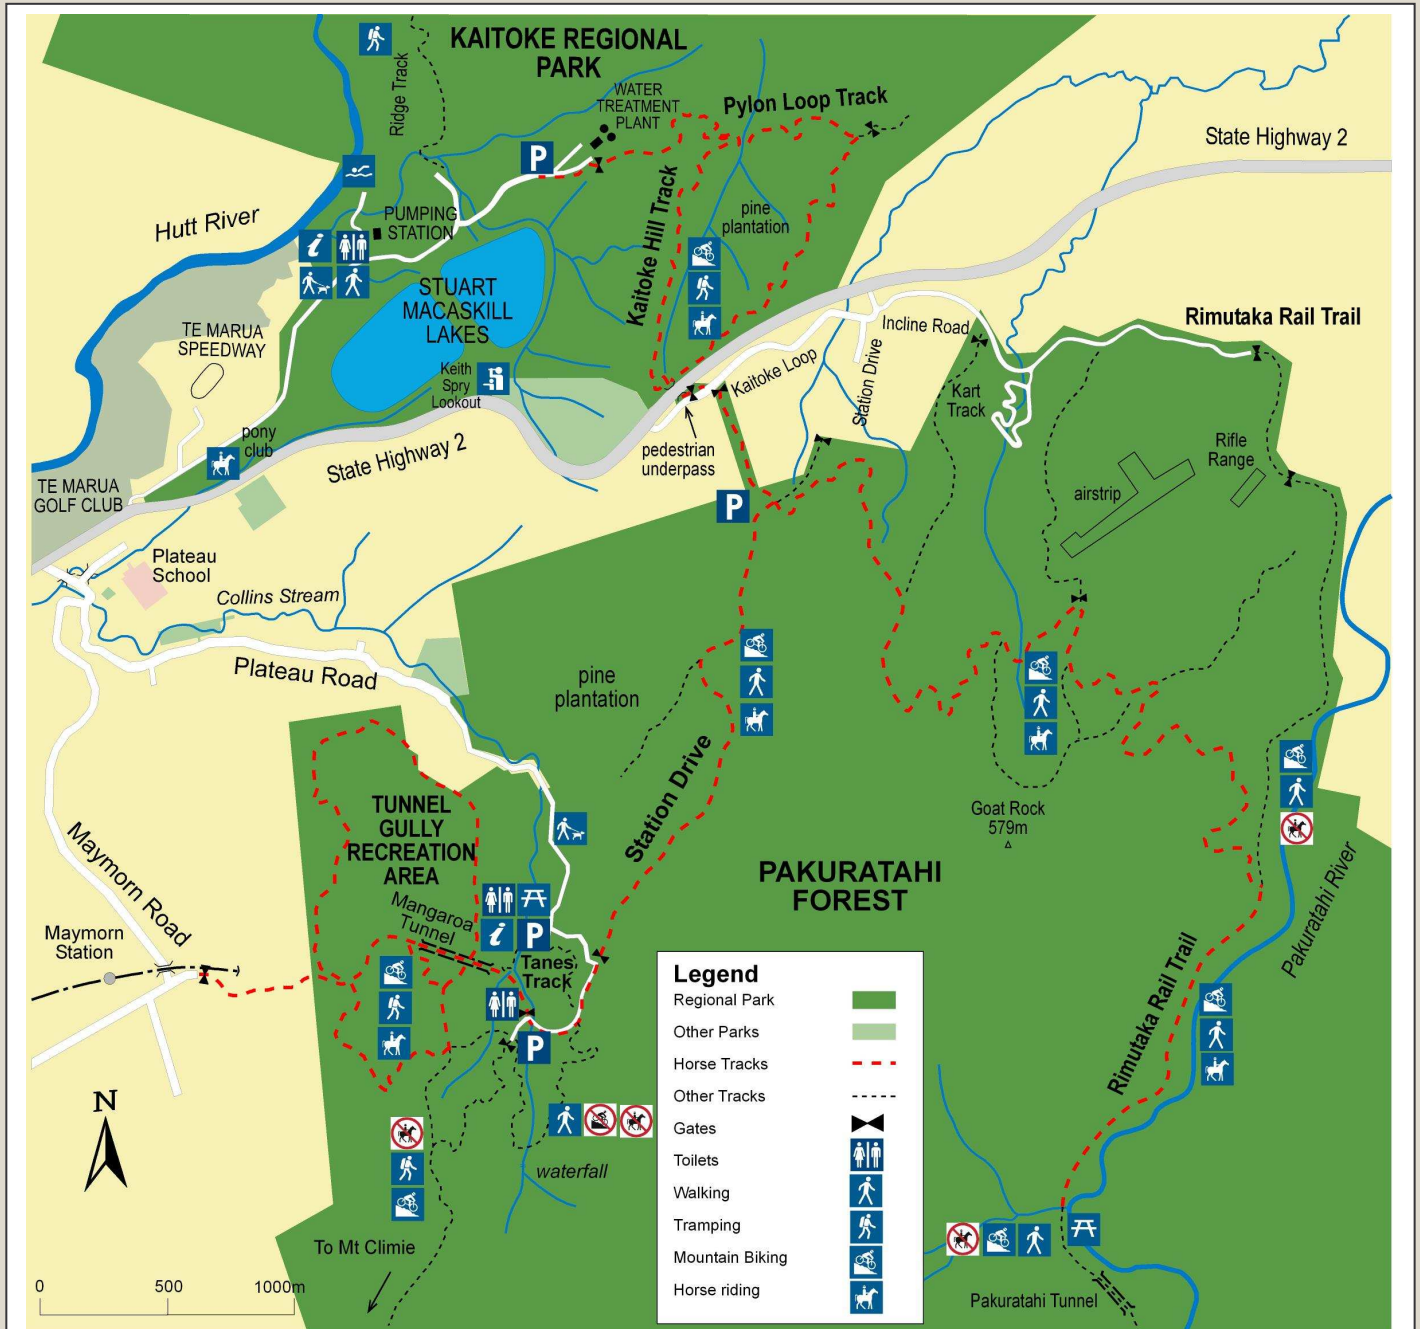 KAITOKE REGIONAL
PARK
Ridge Track
WATER
TREATMENT
PLANT
Pylon Loop Track
State Highway 2
P
Hutt River
PUMPING
STATION
i
Kaitoke Hill Track
pine
plantation
STUART
MACASKILL
LAKES
TE MARUA
SPEEDWAY
Incline Road
Rimutaka Rail Trail
Keith
Spry
Lookout
Kaitoke Loop
Station Drive
Kart
Track
pony
club
State Highway 2
pedestrian
underpass
Rifle
Range
airstrip
TE MARUA
GOLF CLUB
P
Plateau
School
Collins Stream
Plateau Road
pine
plantation
Station Drive
TUNNEL
GULLY
RECREATION
AREA
Goat Rock
579m
PAKURATAHI
FOREST
Maymorn Road
Mangaroa
Tunnel
i
P
Maymorn
Station
Tanes
Track
Pakuratahi River
Rimutaka Rail Trail
P
N
waterfall
To Mt Climie
0 500 1000m
Pakuratahi Tunnel
Legend
Regional Park
Other Parks
Horse Tracks
Other Tracks
Gates
Toilets
Walking
Tramping
Mountain Biking
Horse riding